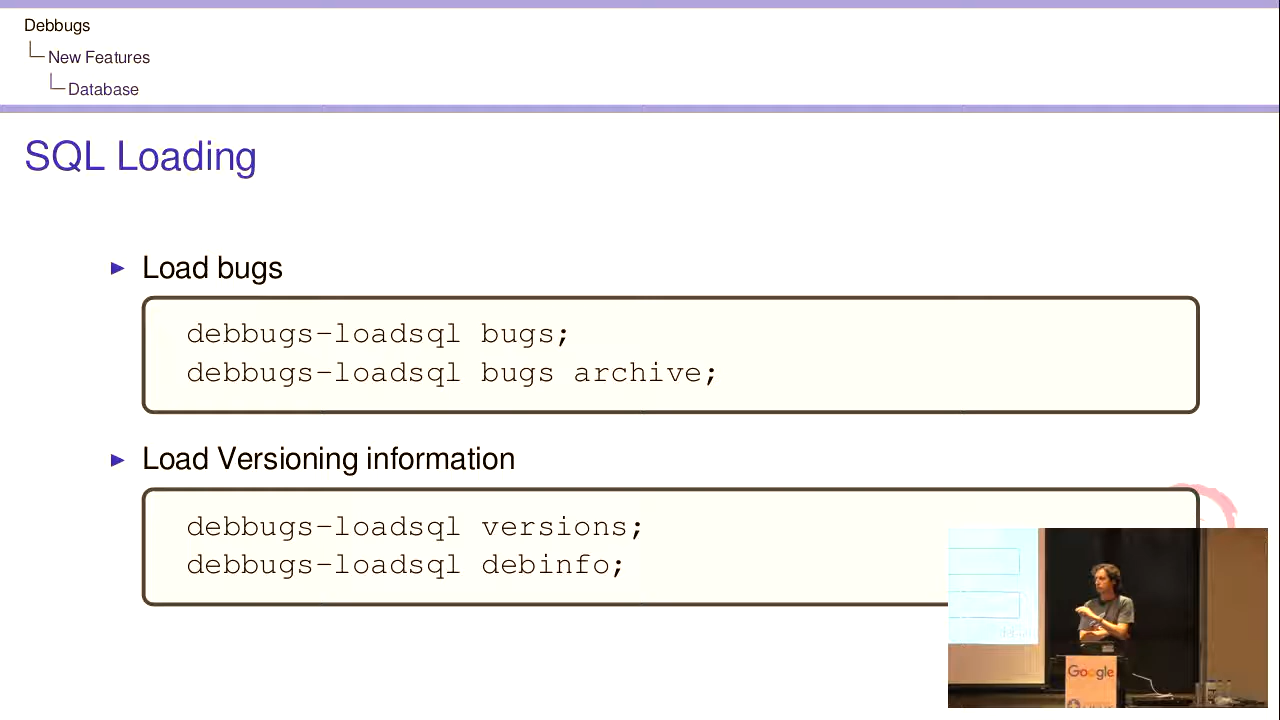 Debbugs
New Features
Database
SQL Loading
Load bugs
debbugs-loadsql bugs;
debbugs-loadsql bugs archive;
Load Versioning information
debbugs-loadsql versions;
debbugs-loadsql debinfo;
Google